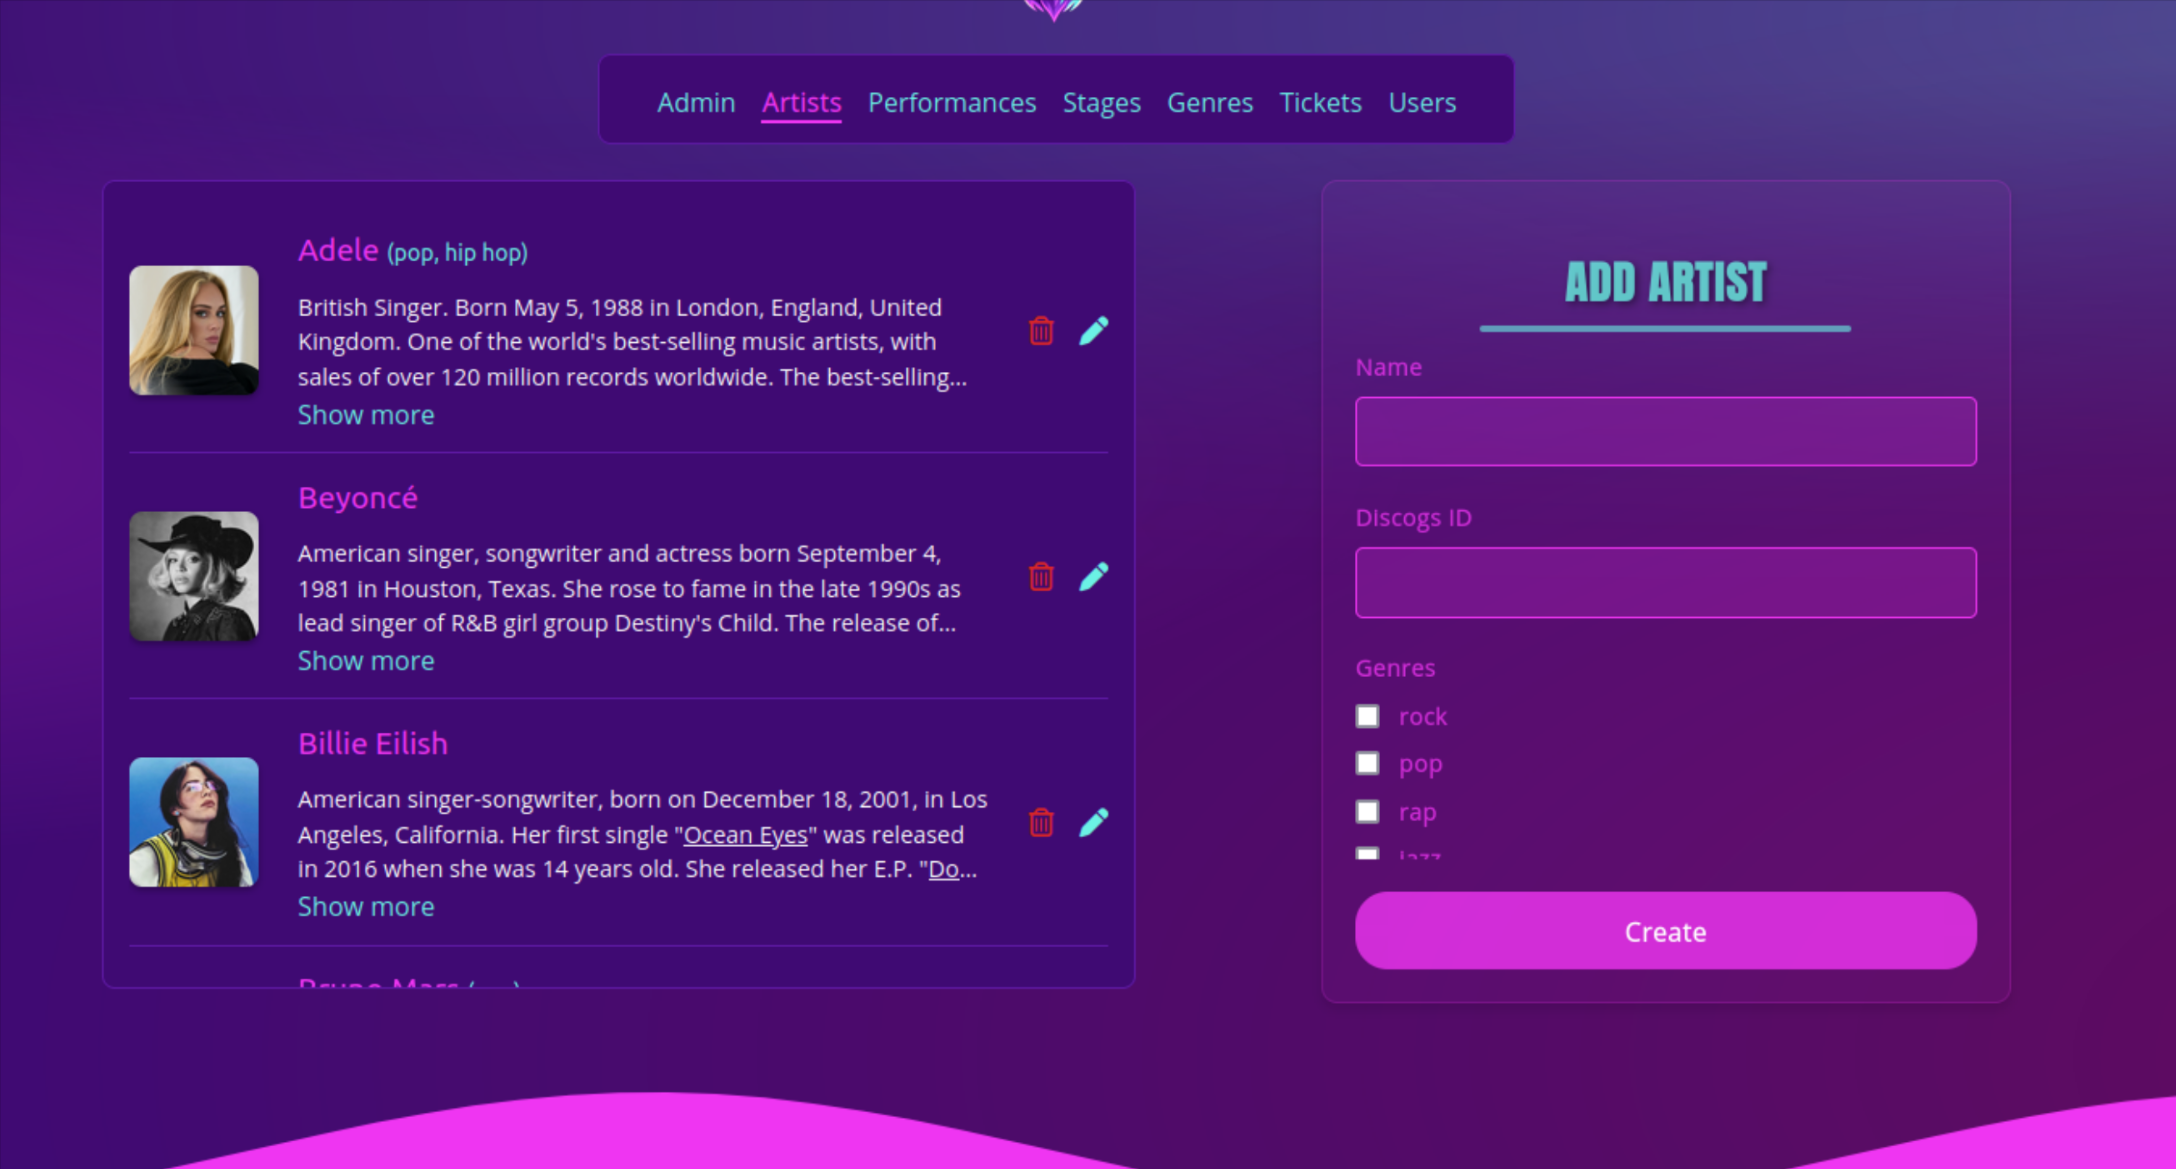 Admin Artists Performances Stages Genres Tickets Users
Adele (pop, hip hop)
British Singer. Born May 5, 1988 in London, England, United
Kingdom. One of the world's best-selling music artists, with
sales of over 120 million records worldwide. The best-selling...
Show more
Beyoncé
American singer, songwriter and actress born September 4,
1981 in Houston, Texas. She rose to fame in the late 1990s as
lead singer of R&B girl group Destiny's Child. The release of...
Show more
Billie Eilish
American singer-songwriter, born on December 18, 2001, in Los
Angeles, California. Her first single "Ocean Eyes" was released
in 2016 when she was 14 years old. She released her E.P. "Do...
Show more
Bruno Mars
ADD ARTIST
Name
Discogs ID
Genres
rock
pop
rap
jazz
Create